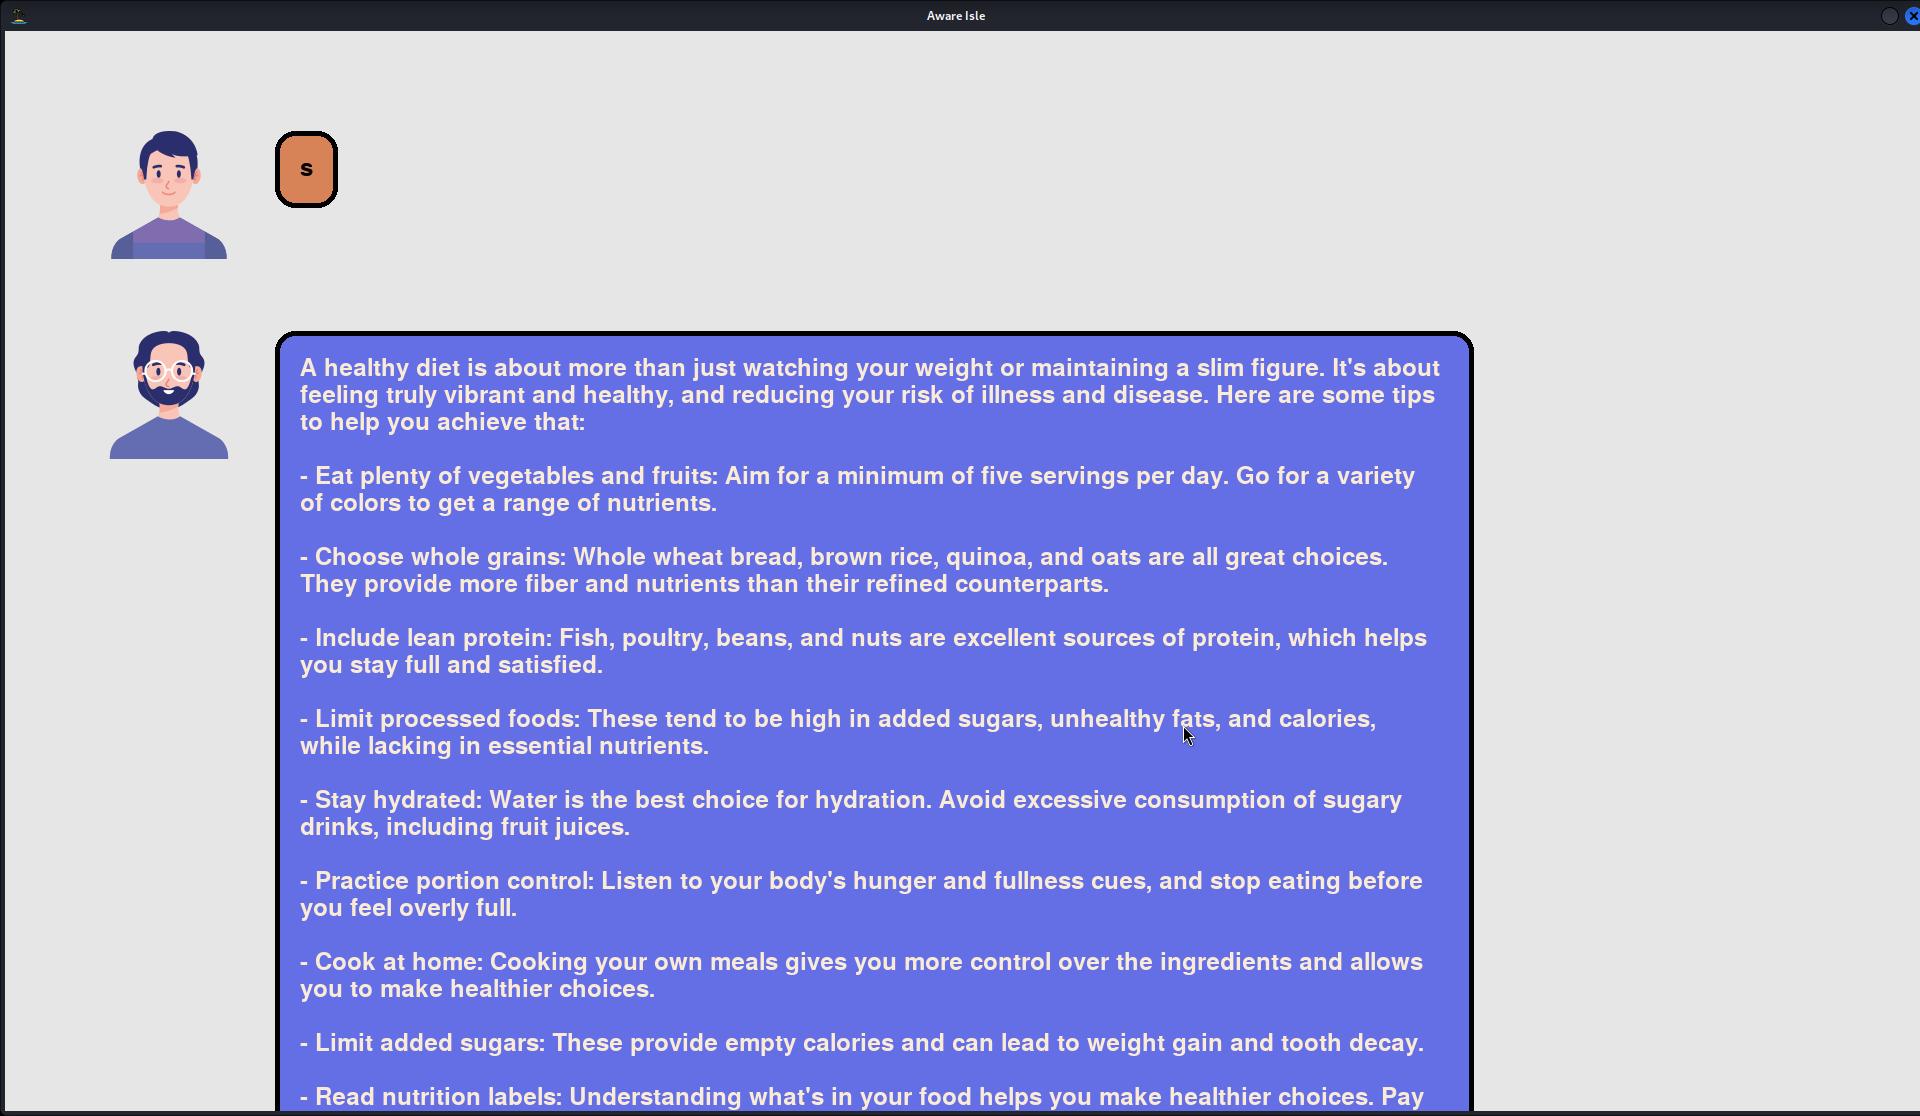 Aware Isle
s
A healthy diet is about more than just watching your weight or maintaining a slim figure. It's about
feeling truly vibrant and healthy, and reducing your risk of illness and disease. Here are some tips
to help you achieve that:
- Eat plenty of vegetables and fruits: Aim for a minimum of five servings per day. Go for a variety
of colors to get a range of nutrients.
- Choose whole grains: Whole wheat bread, brown rice, quinoa, and oats are all great choices.
They provide more fiber and nutrients than their refined counterparts.
- Include lean protein: Fish, poultry, beans, and nuts are excellent sources of protein, which helps
you stay full and satisfied.
- Limit processed foods: These tend to be high in added sugars, unhealthy fats, and calories,
while lacking in essential nutrients.
- Stay hydrated: Water is the best choice for hydration. Avoid excessive consumption of sugary
drinks, including fruit juices.
- Practice portion control: Listen to your body's hunger and fullness cues, and stop eating before
you feel overly full.
- Cook at home: Cooking your own meals gives you more control over the ingredients and allows
you to make healthier choices.
- Limit added sugars: These provide empty calories and can lead to weight gain and tooth decay.
- Read nutrition labels: Understanding what's in your food helps you make healthier choices. Pay